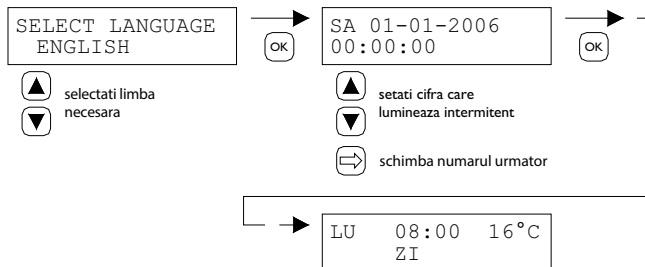 SELECT LANGUAGE
ENGLISH
OK
SA 01-01-2006
00:00:00
OK
selectati limba
necesara
setati cifra care
lumineaza intermitent
schimba numarul urmator
LU 08:00 16°C
ZI